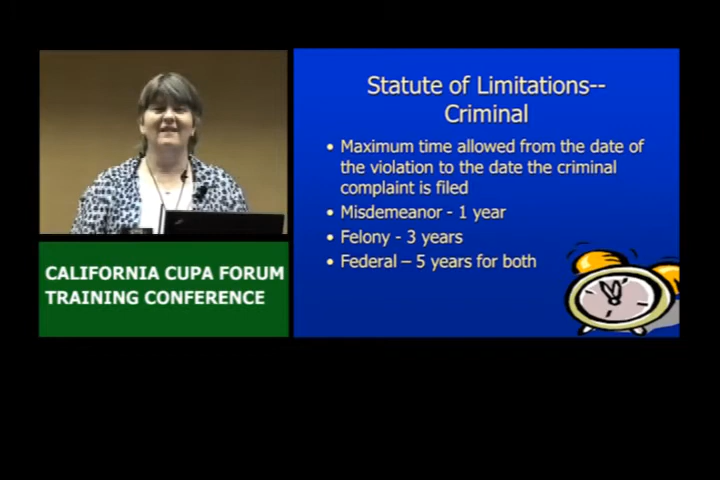 CALIFORNIA CUPA FORUM
TRAINING CONFERENCE
Statute of Limitations--
Criminal
• Maximum time allowed from the date of
the violation to the date the criminal
complaint is filed
• Misdemeanor - 1 year
• Felony - 3 years
• Federal – 5 years for both